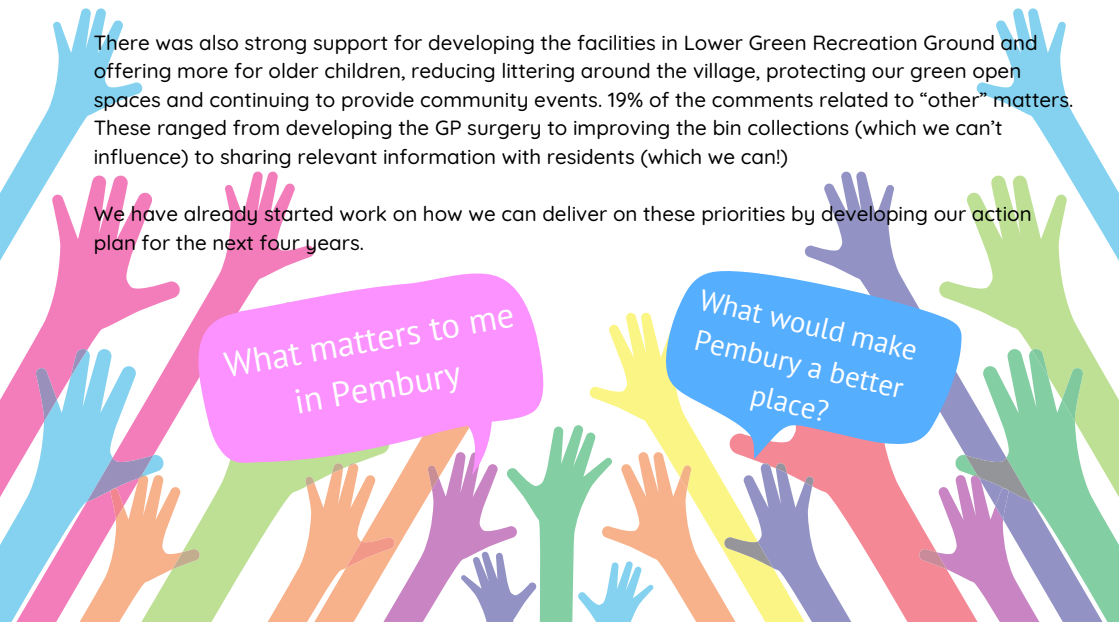 There was also strong support for developing the facilities in Lower Green Recreation Ground and
offering more for older children, reducing littering around the village, protecting our green open
spaces and continuing to provide community events. 19% of the comments related to “other” matters.
These ranged from developing the GP surgery to improving the bin collections (which we can’t
influence) to sharing relevant information with residents (which we can!)
We have already started work on how we can deliver on these priorities by developing our action
plan for the next four years.
What matters to me
in Pembury
What would make
Pembury a better
place?